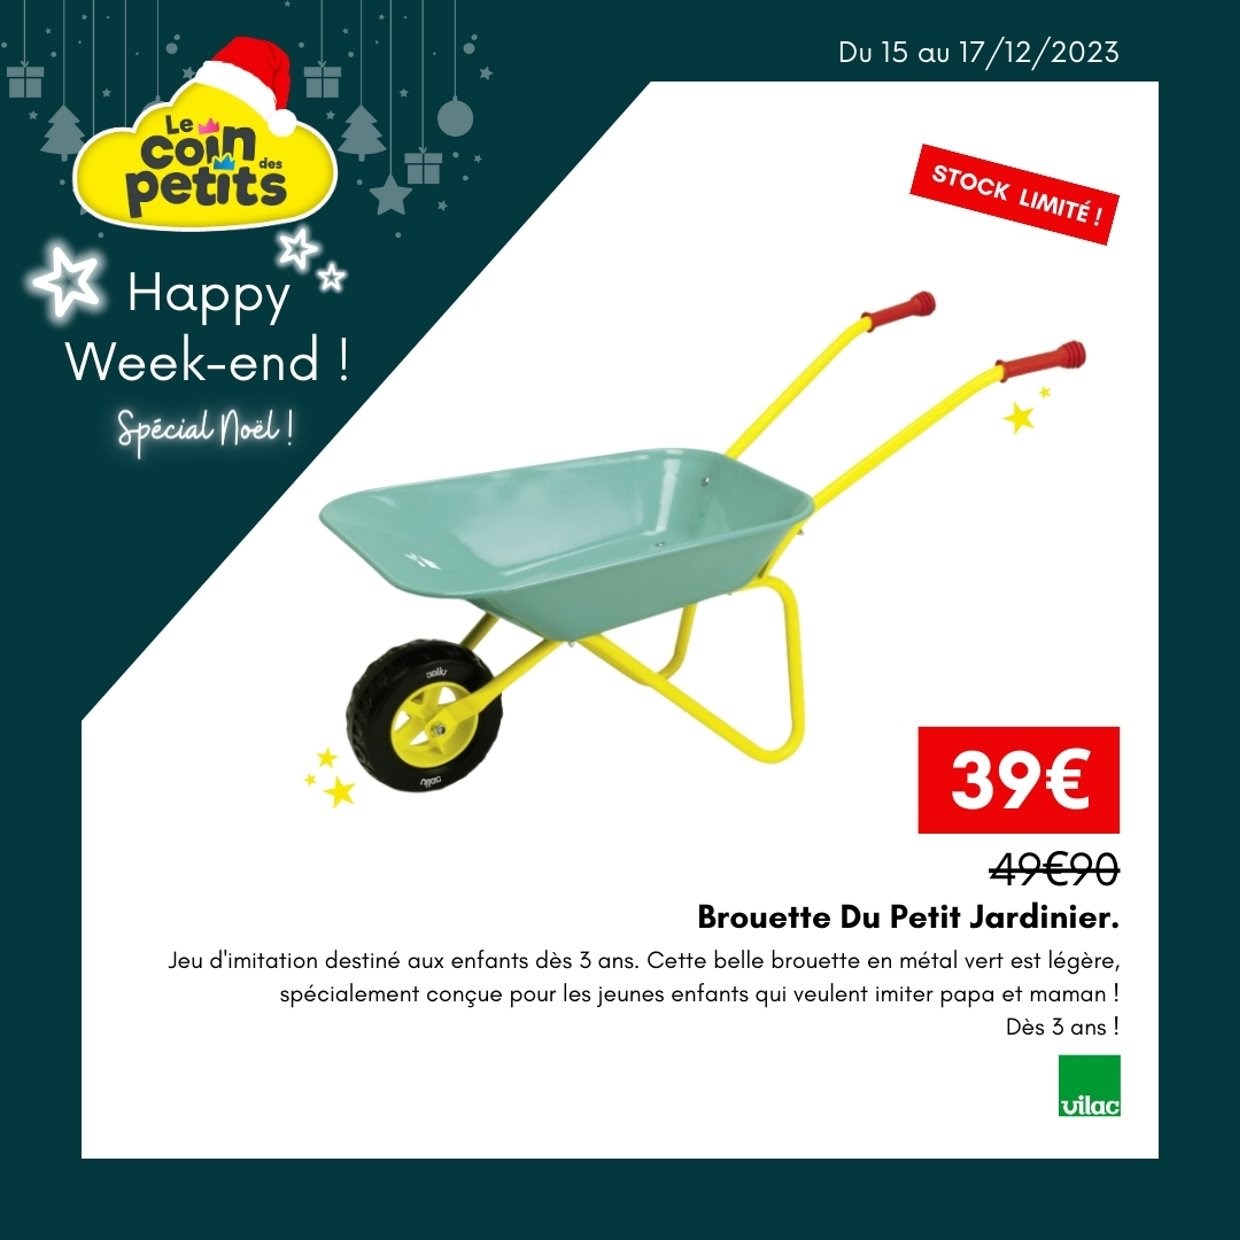 Du 15 au 17/12/2023
Le
coin des
petits
STOCK LIMITÉ !
Happy
Week-end !
Spécial Noël !
vilac
vilac
39€
49€90
Brouette Du Petit Jardinier.
Jeu d'imitation destiné aux enfants dès 3 ans. Cette belle brouette en métal vert est légère,
spécialement conçue pour les jeunes enfants qui veulent imiter papa et maman !
Dès 3 ans !
vilac